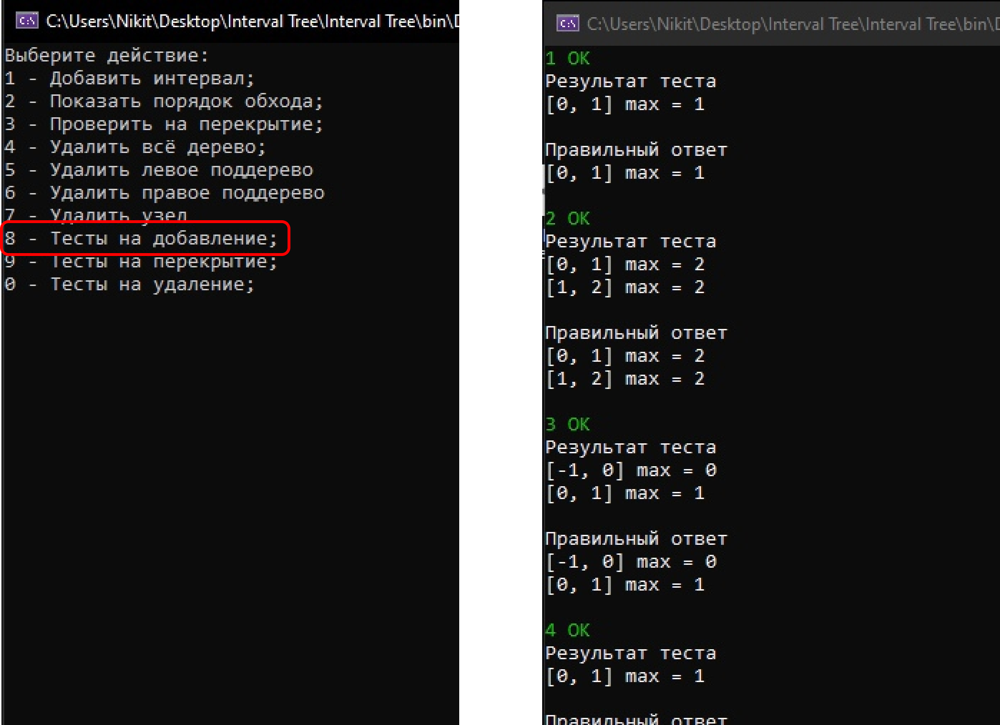 C:\Users\Nikit\Desktop\Interval Tree\Interval Tree\bin\
Выберите действие:
1 - Добавить интервал;
2 - Показать порядок обхода;
3 - Проверить на перекрытие;
4 - Удалить всё дерево;
5 - Удалить левое поддерево
6 - Удалить правое поддерево
7 - Удалить узел
8 - Тесты на добавление;
9 - Тесты на перекрытие;
0 - Тесты на удаление;
C:\Users\Nikit\Desktop\Interval Tree\Interval Tree\bin\
1 OK
Результат теста
[0, 1] max = 1
Правильный ответ
[0, 1] max = 1
2 OK
Результат теста
[0, 1] max = 2
[1, 2] max = 2
Правильный ответ
[0, 1] max = 2
[1, 2] max = 2
3 OK
Результат теста
[-1, 0] max = 0
[0, 1] max = 1
Правильный ответ
[-1, 0] max = 0
[0, 1] max = 1
4 OK
Результат теста
[0, 1] max = 1
Правильный ответ